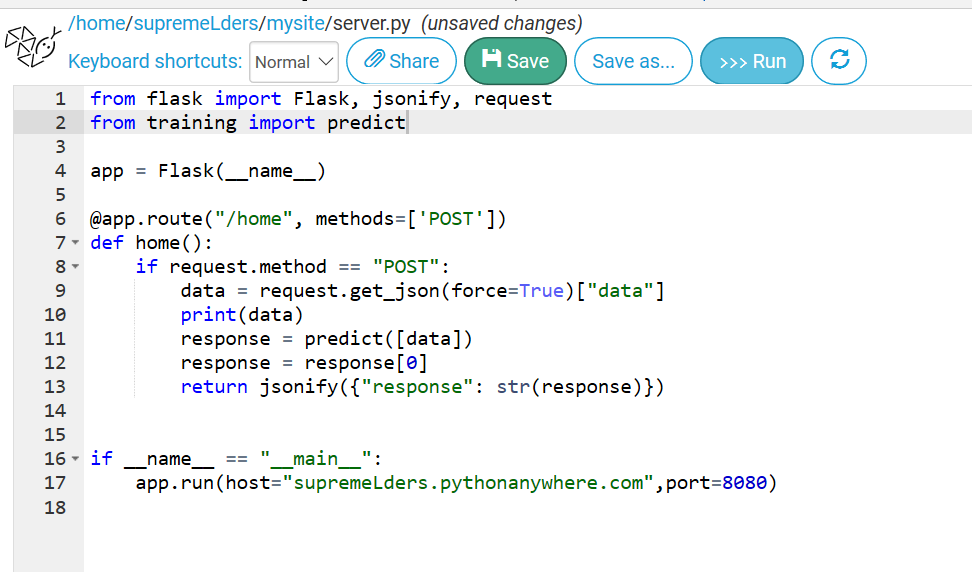 /home/supremeLders/mysite/server.py (unsaved changes)
Keyboard shortcuts: Normal Share Save Save as... >>> Run
1 from flask import Flask, jsonify, request
2 from training import predict
3
4 app = Flask(__name__)
5
6 @app.route("/home", methods=['POST'])
7 def home():
8     if request.method == "POST":
9         data = request.get_json(force=True)["data"]
10         print(data)
11         response = predict([data])
12         response = response[0]
13         return jsonify({"response": str(response)})
14
15
16 if __name__ == "__main__":
17     app.run(host="supremeLders.pythonanywhere.com",port=8080)
18